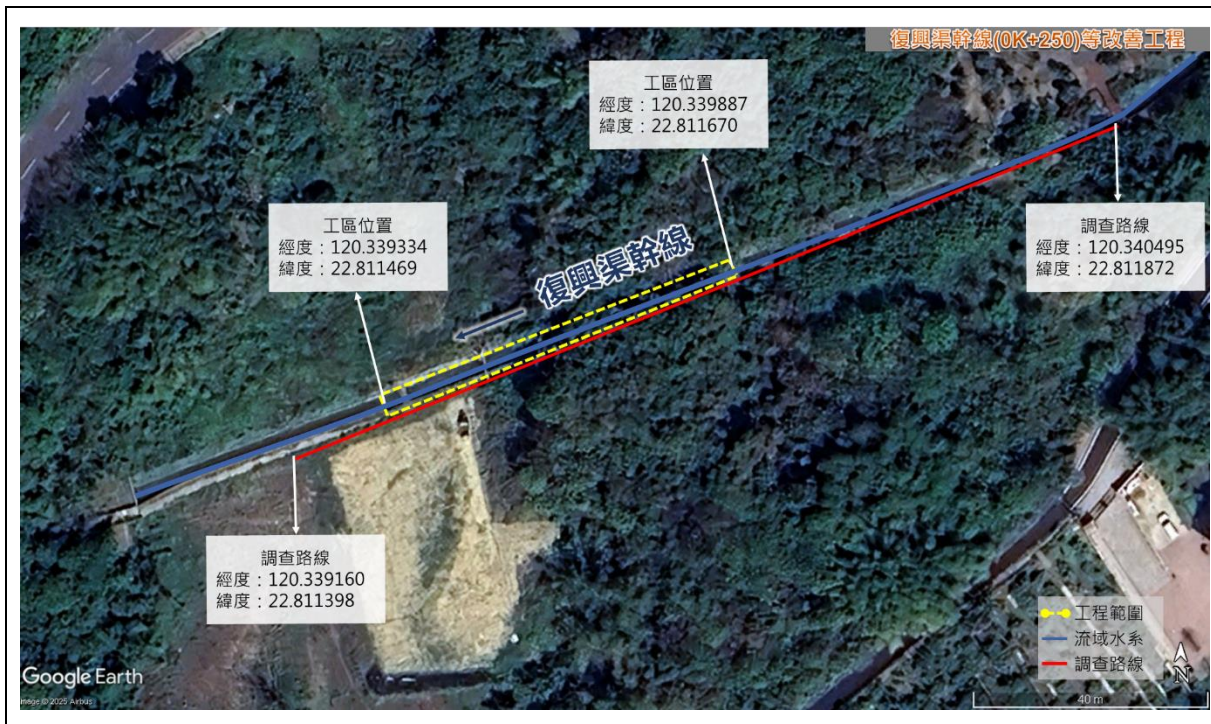 復興渠幹線(0K+250)等改善工程
工區位置
經度：120.339887
緯度：22.811670
工區位置
經度：120.339334
緯度：22.811469
復興渠幹線
調查路線
經度：120.340495
緯度：22.811872
調查路線
經度：120.339160
緯度：22.811398
工程範圍
流域水系
調查路線
N
Google Earth
Image © 2025 Airbus
40 m